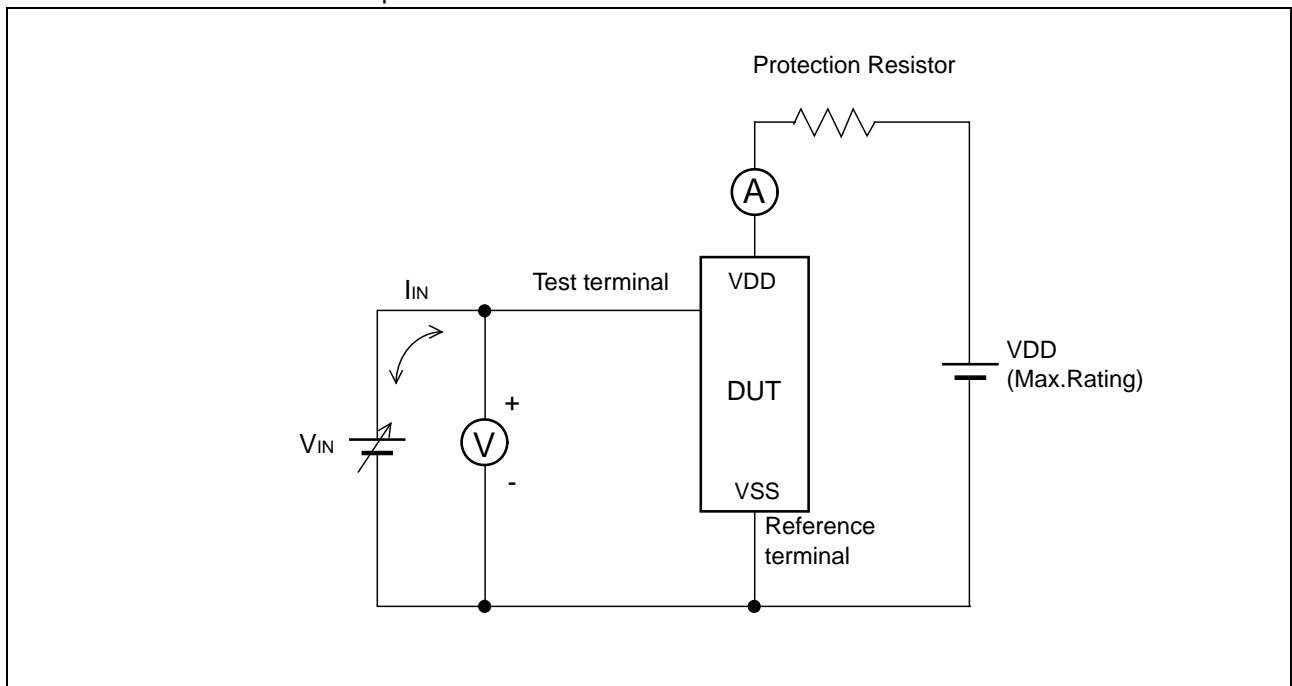 Protection Resistor
A
IIN
Test terminal
VDD
VDD
(Max.Rating)
DUT
+
VIN
V
-
VSS
Reference
terminal